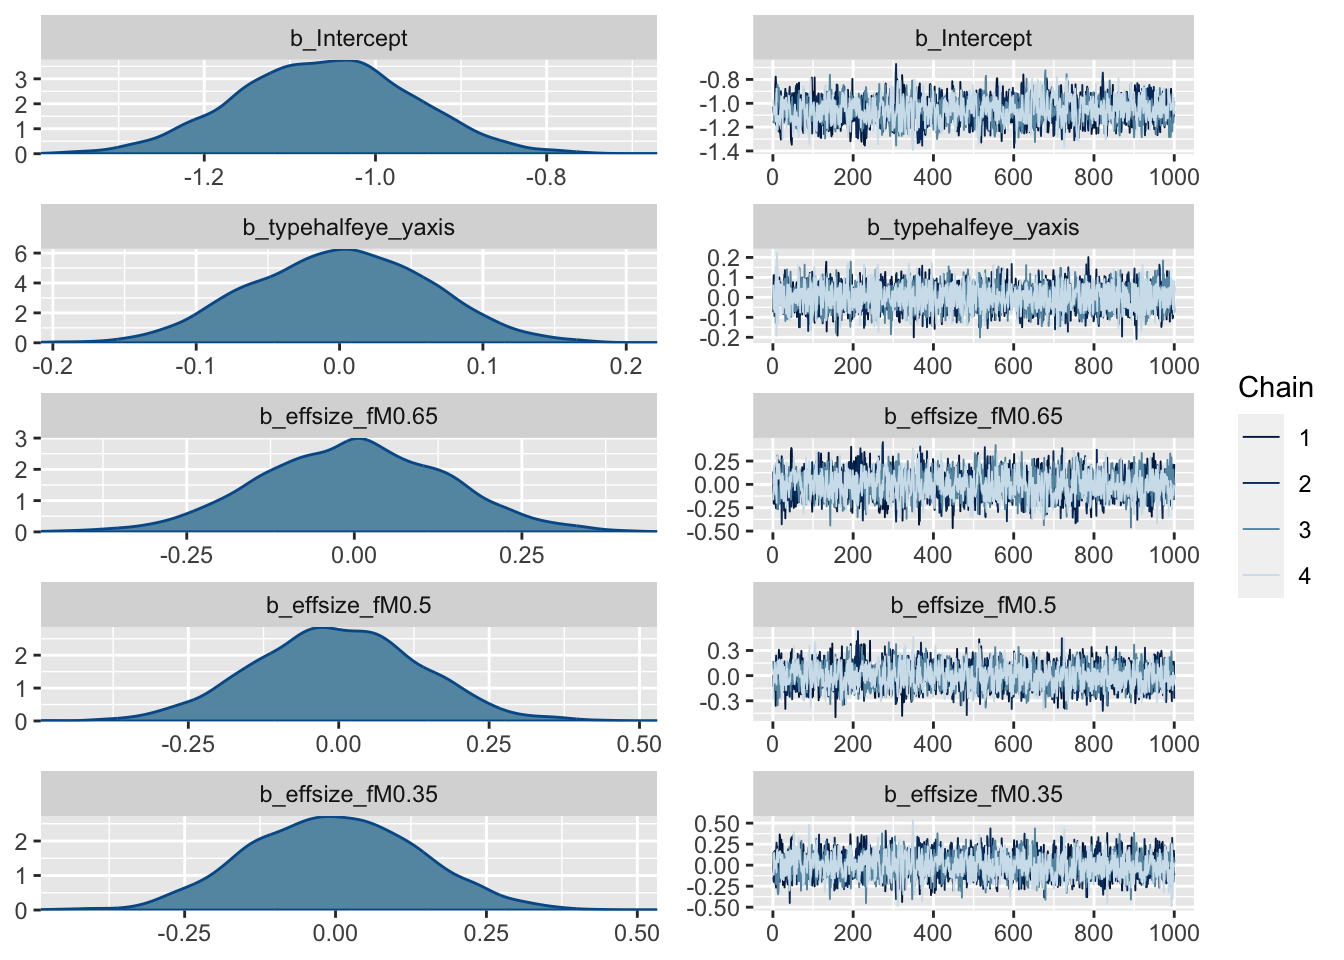 b_Intercept
3
2
1
0
-1.2 -1.0 -0.8
b_Intercept
-0.8
-1.0
-1.2
-1.4
0 200 400 600 800 1000
b_typehalfeye_yaxis
6
4
2
0
-0.2 -0.1 0.0 0.1 0.2
b_typehalfeye_yaxis
0.2
0.1
0.0
-0.1
-0.2
0 200 400 600 800 1000
b_effsize_fM0.65
3
2
1
0
-0.25 0.00 0.25
b_effsize_fM0.65
0.25
0.00
-0.25
-0.50
0 200 400 600 800 1000
b_effsize_fM0.5
2
1
0
-0.25 0.00 0.25 0.50
b_effsize_fM0.5
0.3
0.0
-0.3
0 200 400 600 800 1000
b_effsize_fM0.35
2
1
0
-0.25 0.00 0.25 0.50
b_effsize_fM0.35
0.50
0.25
0.00
-0.25
-0.50
0 200 400 600 800 1000
Chain
1
2
3
4